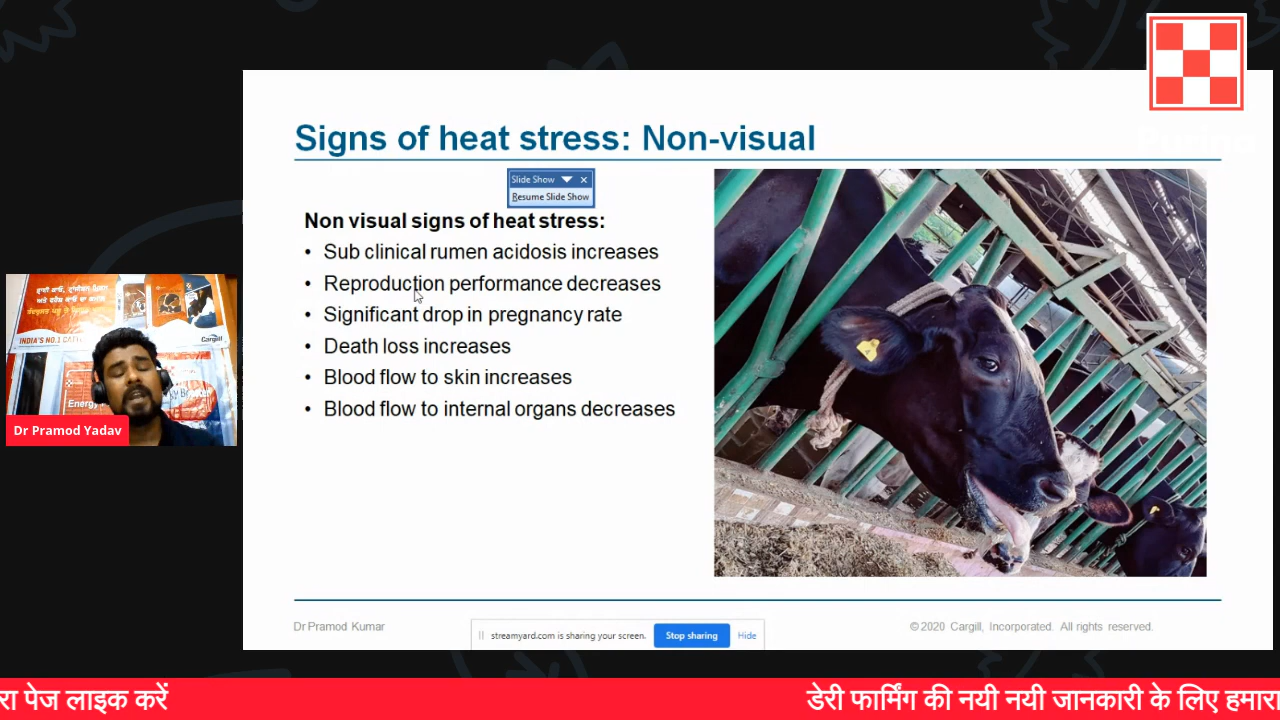 Signs of heat stress: Non-visual
Slide Show
Resume Slide Show
Non visual signs of heat stress:
• Sub clinical rumen acidosis increases
• Reproduction performance decreases
• Significant drop in pregnancy rate
• Death loss increases
• Blood flow to skin increases
• Blood flow to internal organs decreases
INDIA'S NO.1
Cargill
Dr Pramod Yadav
Dr Pramod Kumar
streamyard.com is sharing your screen.
Stop sharing
Hide
© 2020 Cargill, Incorporated. All rights reserved.
रा पेज लाइक करें
डेरी फार्मिंग की नयी नयी जानकारी के लिए हमारा